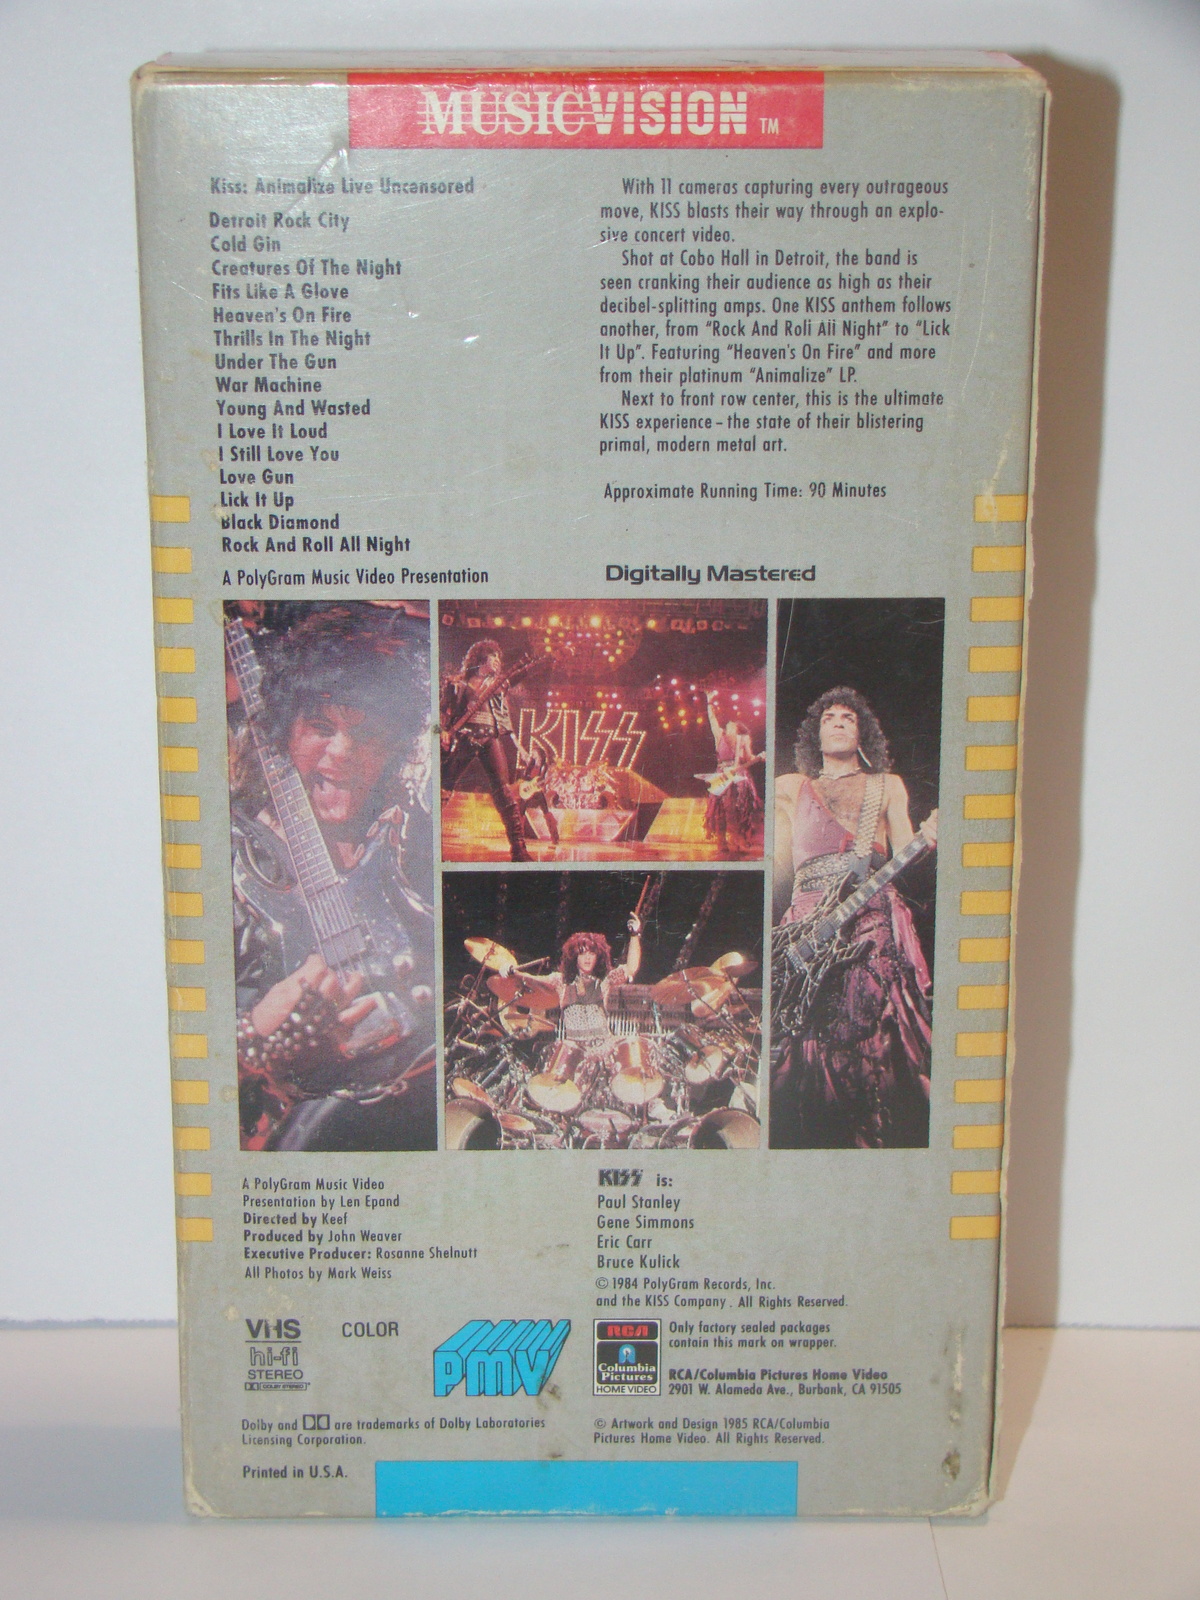 MUSICVISION TM
Kiss: Animalize Live Uncensored
Detroit Rock City
Cold Gin
Creatures Of The Night
Fits Like A Glove
Heaven's On Fire
Thrills In The Night
Under The Gun
War Machine
Young And Wasted
I Love It Loud
I Still Love You
Love Gun
Lick It Up
Black Diamond
Rock And Roll All Night
A PolyGram Music Video Presentation
With 11 cameras capturing every outrageous
move, KISS blasts their way through an explo-
sive concert video.
Shot at Cobo Hall in Detroit, the band is
seen cranking their audience as high as their
decibel-splitting amps. One KISS anthem follows
another, from "Rock And Roll All Night" to "Lick
It Up". Featuring "Heaven's On Fire" and more
from their platinum "Animalize" LP.
Next to front row center, this is the ultimate
KISS experience – the state of their blistering
primal, modern metal art.
Approximate Running Time: 90 Minutes
Digitally Mastered
KISS
A PolyGram Music Video
Presentation by Len Epand
Directed by Keef
Produced by John Weaver
Executive Producer: Rosanne Shelnutt
All Photos by Mark Weiss
KISS is:
Paul Stanley
Gene Simmons
Eric Carr
Bruce Kulick
© 1984 PolyGram Records, Inc.
and the KISS Company. All Rights Reserved.
VHS
hi-fi
STEREO
DOLBY STEREO
COLOR
PMV
RCA
Columbia
Pictures
HOME VIDEO
Only factory sealed packages
contain this mark on wrapper.
RCA/Columbia Pictures Home Video
2901 W. Alameda Ave., Burbank, CA 91505
Dolby and are trademarks of Dolby Laboratories
Licensing Corporation.
© Artwork and Design 1985 RCA/Columbia
Pictures Home Video. All Rights Reserved.
Printed in U.S.A.